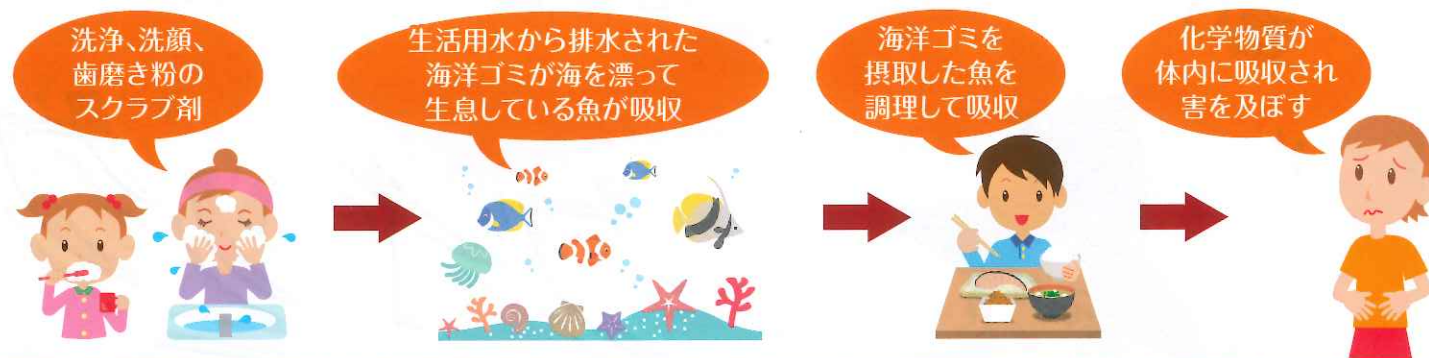 洗浄、洗顔、
歯磨き粉の
スクラブ剤
生活用水から排水された
海洋ゴミが海を漂って
生息している魚が吸収
海洋ゴミを
摂取した魚を
調理して吸収
化学物質が
体内に吸収され
害を及ぼす